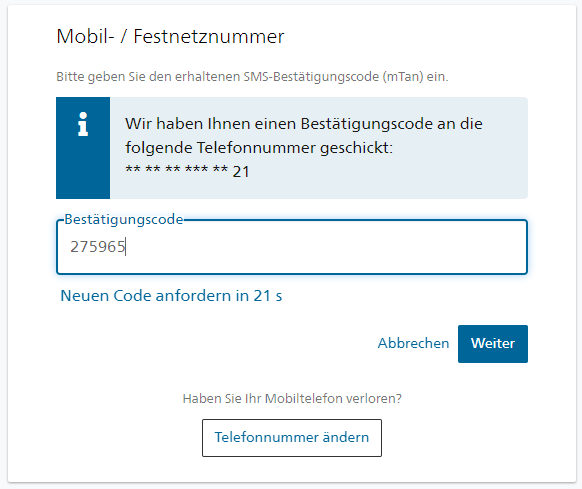 Mobil- / Festnetznummer
Bitte geben Sie den erhaltenen SMS-Bestätigungscode (mTan) ein.
Wir haben Ihnen einen Bestätigungscode an die
folgende Telefonnummer geschickt:
** ** ** *** ** 21
Bestätigungscode
275965
Neuen Code anfordern in 21 s
Abbrechen Weiter
Haben Sie Ihr Mobiltelefon verloren?
Telefonnummer ändern